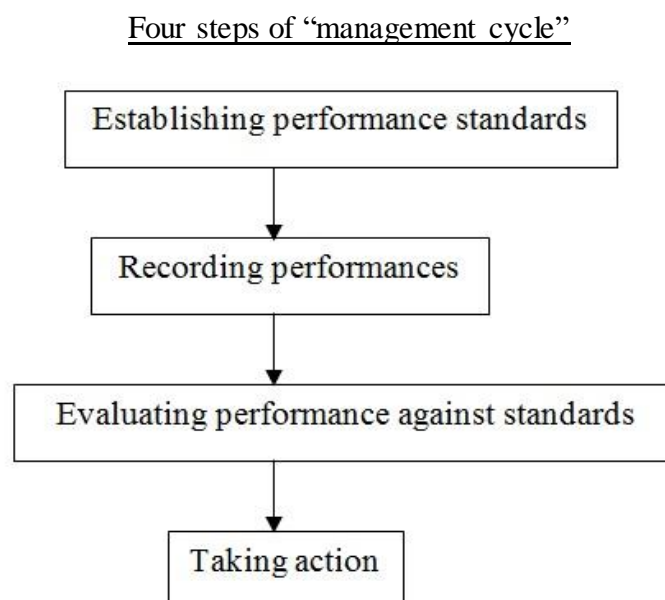 Four steps of “management cycle”
Establishing performance standards
Recording performances
Evaluating performance against standards
Taking action